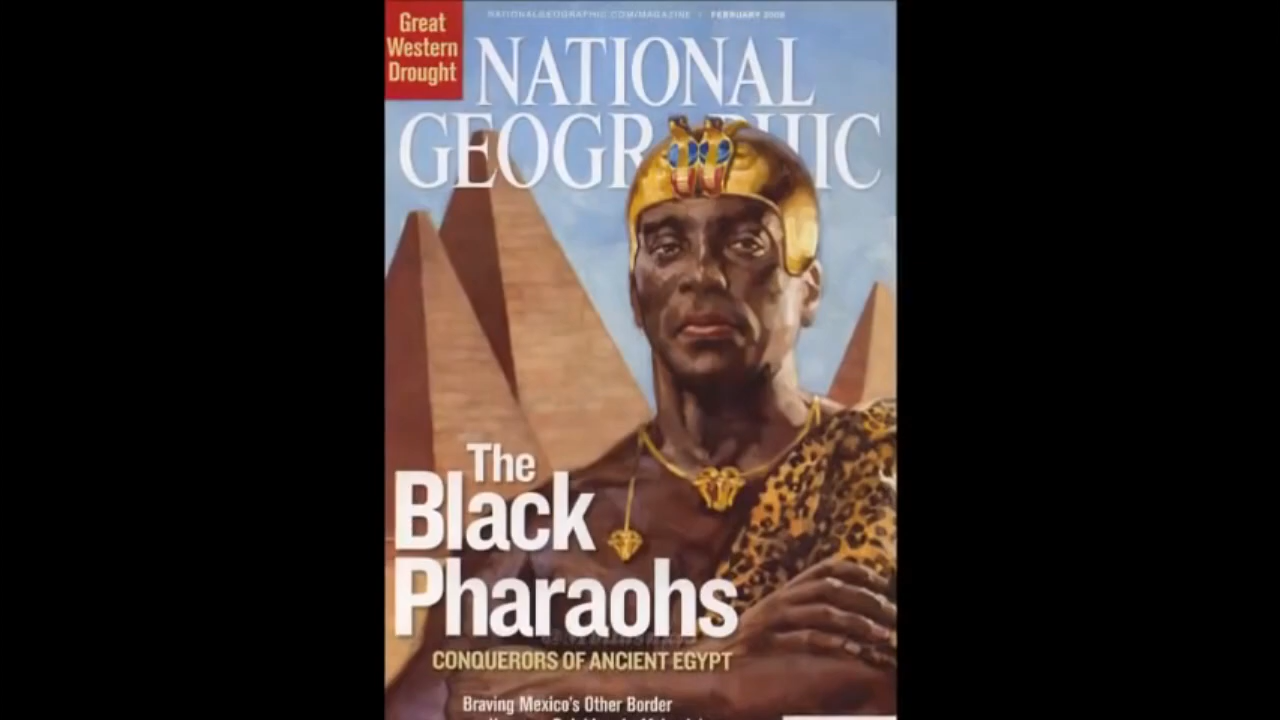 Great
Western
Drought
NATIONALGEOGRAPHIC.COM/MAGAZINE | FEBRUARY 2008
NATIONAL
GEOGRAPHIC
The
Black
Pharaohs
CONQUERORS OF ANCIENT EGYPT
Braving Mexico's Other Border